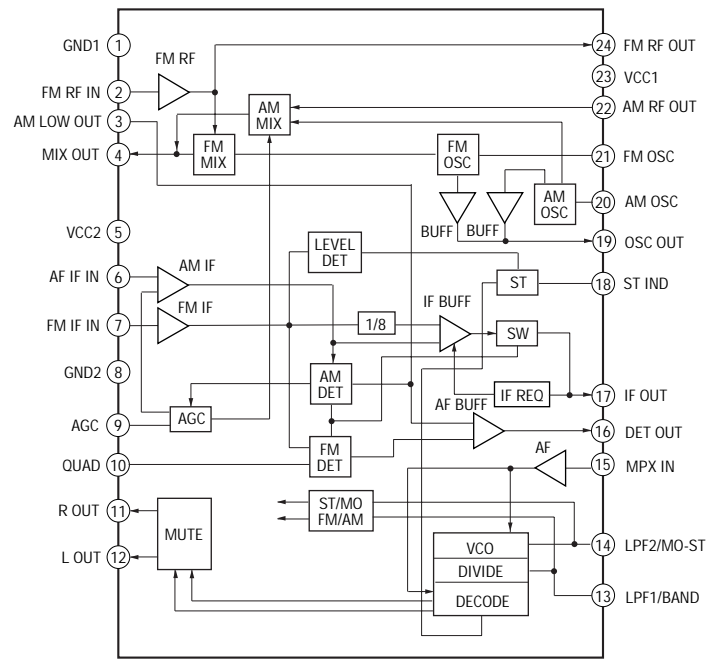 GND1 1
FM RF IN 2
AM LOW OUT 3
MIX OUT 4
VCC2 5
AF IF IN 6
FM IF IN 7
GND2 8
AGC 9
QUAD 10
R OUT 11
L OUT 12
24 FM RF OUT
23 VCC1
22 AM RF OUT
21 FM OSC
20 AM OSC
19 OSC OUT
18 ST IND
17 IF OUT
16 DET OUT
15 MPX IN
14 LPF2/MO-ST
13 LPF1/BAND
FM RF
AM
MIX
FM
MIX
FM
OSC
AM
OSC
BUFF
BUFF
LEVEL
DET
ST
AM IF
FM IF
1/8
IF BUFF
SW
AM
DET
IF REQ
AF BUFF
AGC
FM
DET
AF
MUTE
ST/MO
FM/AM
VCO
DIVIDE
DECODE